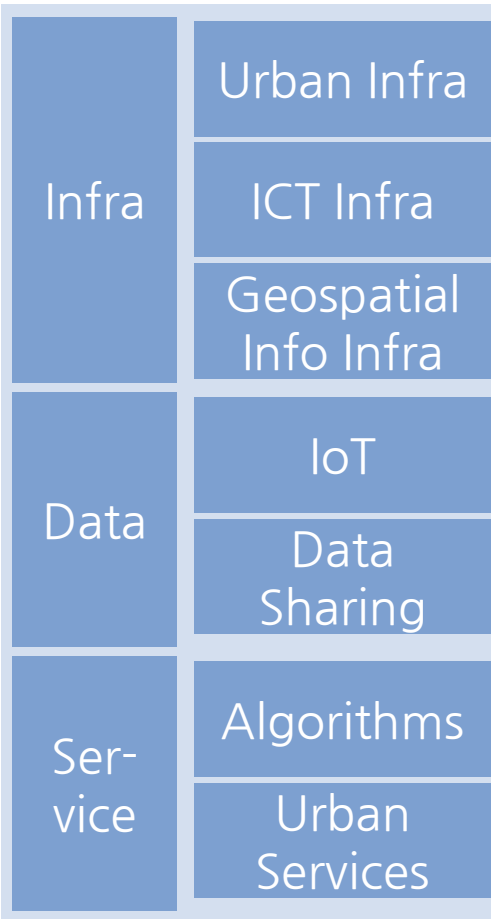 Infra
Urban Infra
ICT Infra
Geospatial
Info Infra
Data
IoT
Data
Sharing
Ser-
vice
Algorithms
Urban
Services